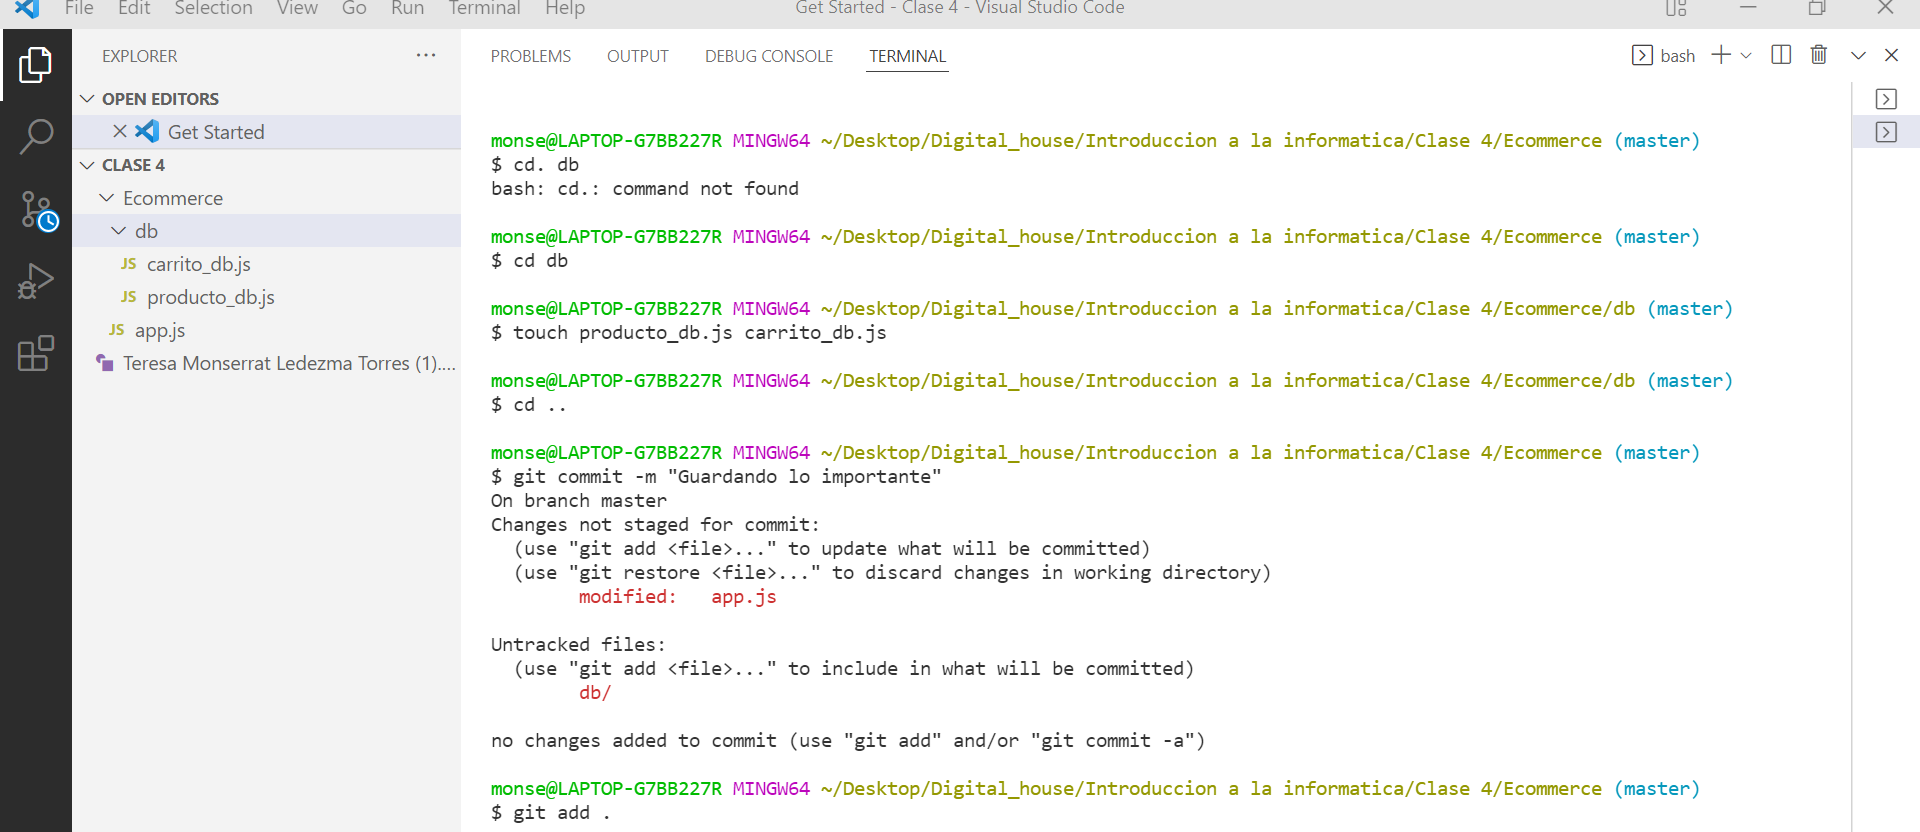 File Edit Selection View Go Run Terminal Help
Get Started - Clase 4 - Visual Studio Code
EXPLORER
OPEN EDITORS
Get Started
CLASE 4
Ecommerce
db
JS carrito_db.js
JS producto_db.js
JS app.js
Teresa Monserrat Ledezma Torres (1)....
PROBLEMS OUTPUT DEBUG CONSOLE TERMINAL
bash
monse@LAPTOP-G7BB227R MINGW64 ~/Desktop/Digital_house/Introduccion a la informatica/Clase 4/Ecommerce (master)
$ cd. db
bash: cd.: command not found
monse@LAPTOP-G7BB227R MINGW64 ~/Desktop/Digital_house/Introduccion a la informatica/Clase 4/Ecommerce (master)
$ cd db
monse@LAPTOP-G7BB227R MINGW64 ~/Desktop/Digital_house/Introduccion a la informatica/Clase 4/Ecommerce/db (master)
$ touch producto_db.js carrito_db.js
monse@LAPTOP-G7BB227R MINGW64 ~/Desktop/Digital_house/Introduccion a la informatica/Clase 4/Ecommerce/db (master)
$ cd ..
monse@LAPTOP-G7BB227R MINGW64 ~/Desktop/Digital_house/Introduccion a la informatica/Clase 4/Ecommerce (master)
$ git commit -m "Guardando lo importante"
On branch master
Changes not staged for commit:
  (use "git add <file>..." to update what will be committed)
  (use "git restore <file>..." to discard changes in working directory)
        modified:   app.js
Untracked files:
  (use "git add <file>..." to include in what will be committed)
        db/
no changes added to commit (use "git add" and/or "git commit -a")
monse@LAPTOP-G7BB227R MINGW64 ~/Desktop/Digital_house/Introduccion a la informatica/Clase 4/Ecommerce (master)
$ git add .